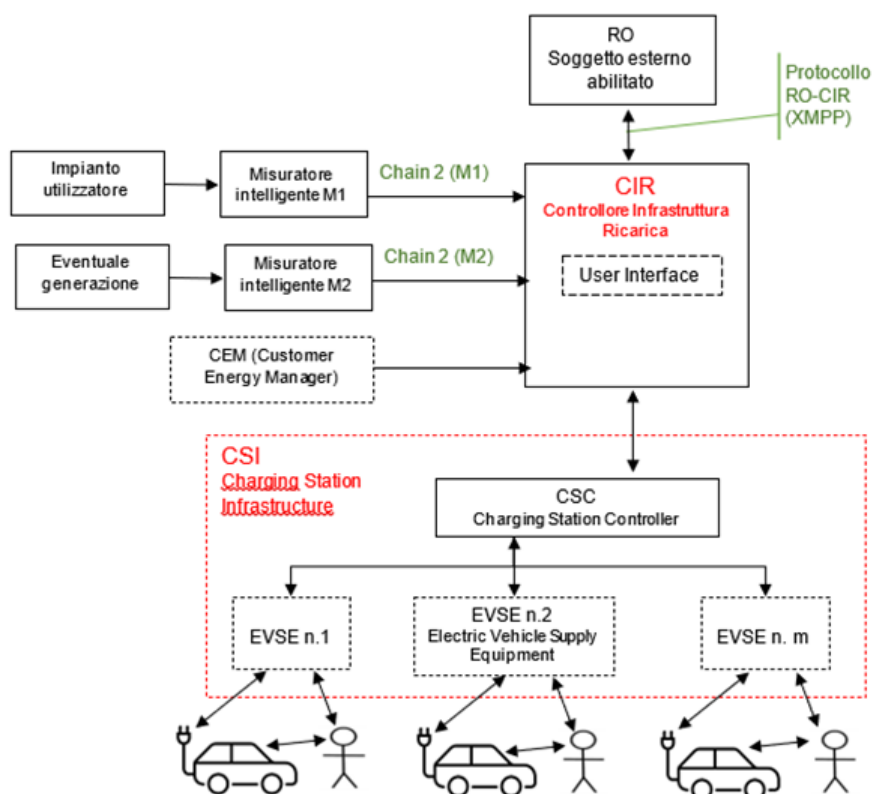 RO
Soggetto esterno
abilitato
Protocollo
RO-CIR
(XMPP)
Impianto
utilizzatore
Misuratore
intelligente M1
Chain 2 (M1)
CIR
Controllore Infrastruttura
Ricarica
User Interface
Eventuale
generazione
Misuratore
intelligente M2
Chain 2 (M2)
CEM (Customer
Energy Manager)
CSI
Charging Station
Infrastructure
CSC
Charging Station Controller
EVSE n.1
EVSE n.2
Electric Vehicle Supply
Equipment
EVSE n. m